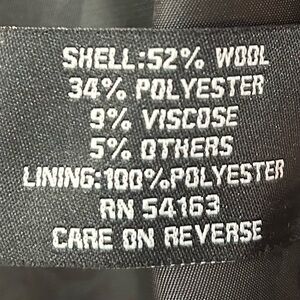 SHELL:52% WOOL
34% POLYESTER
9% VISCOSE
5% OTHERS
LINING:100%POLYESTER
RN 54163
CARE ON REVERSE